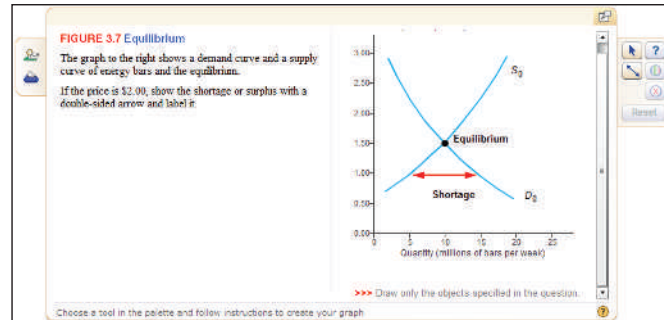 FIGURE 3.7 Equilibrium
The graph to the right shows a demand curve and a supply
curve of energy bars and the equilibrium.
If the price is $2.00, show the shortage or surplus with a
double-sided arrow and label it
3.00
2.50
2.00
1.50
1.00
0.50
0.00
0 5 10 15 20 25
Quantity (millions of bars per week)
S0
Equilibrium
Shortage
D0
>>> Draw only the objects specified in the question.
Choose a tool in the palette and follow instructions to create your graph
?
Reset
?